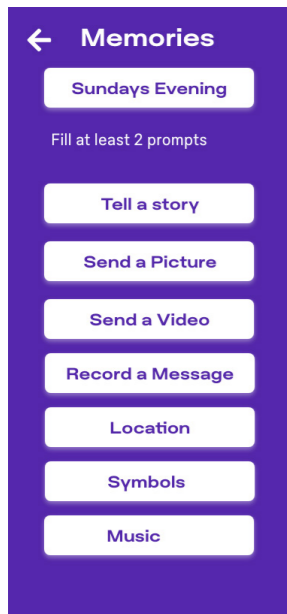 Memories
Sundays Evening
Fill at least 2 prompts
Tell a story
Send a Picture
Send a Video
Record a Message
Location
Symbols
Music